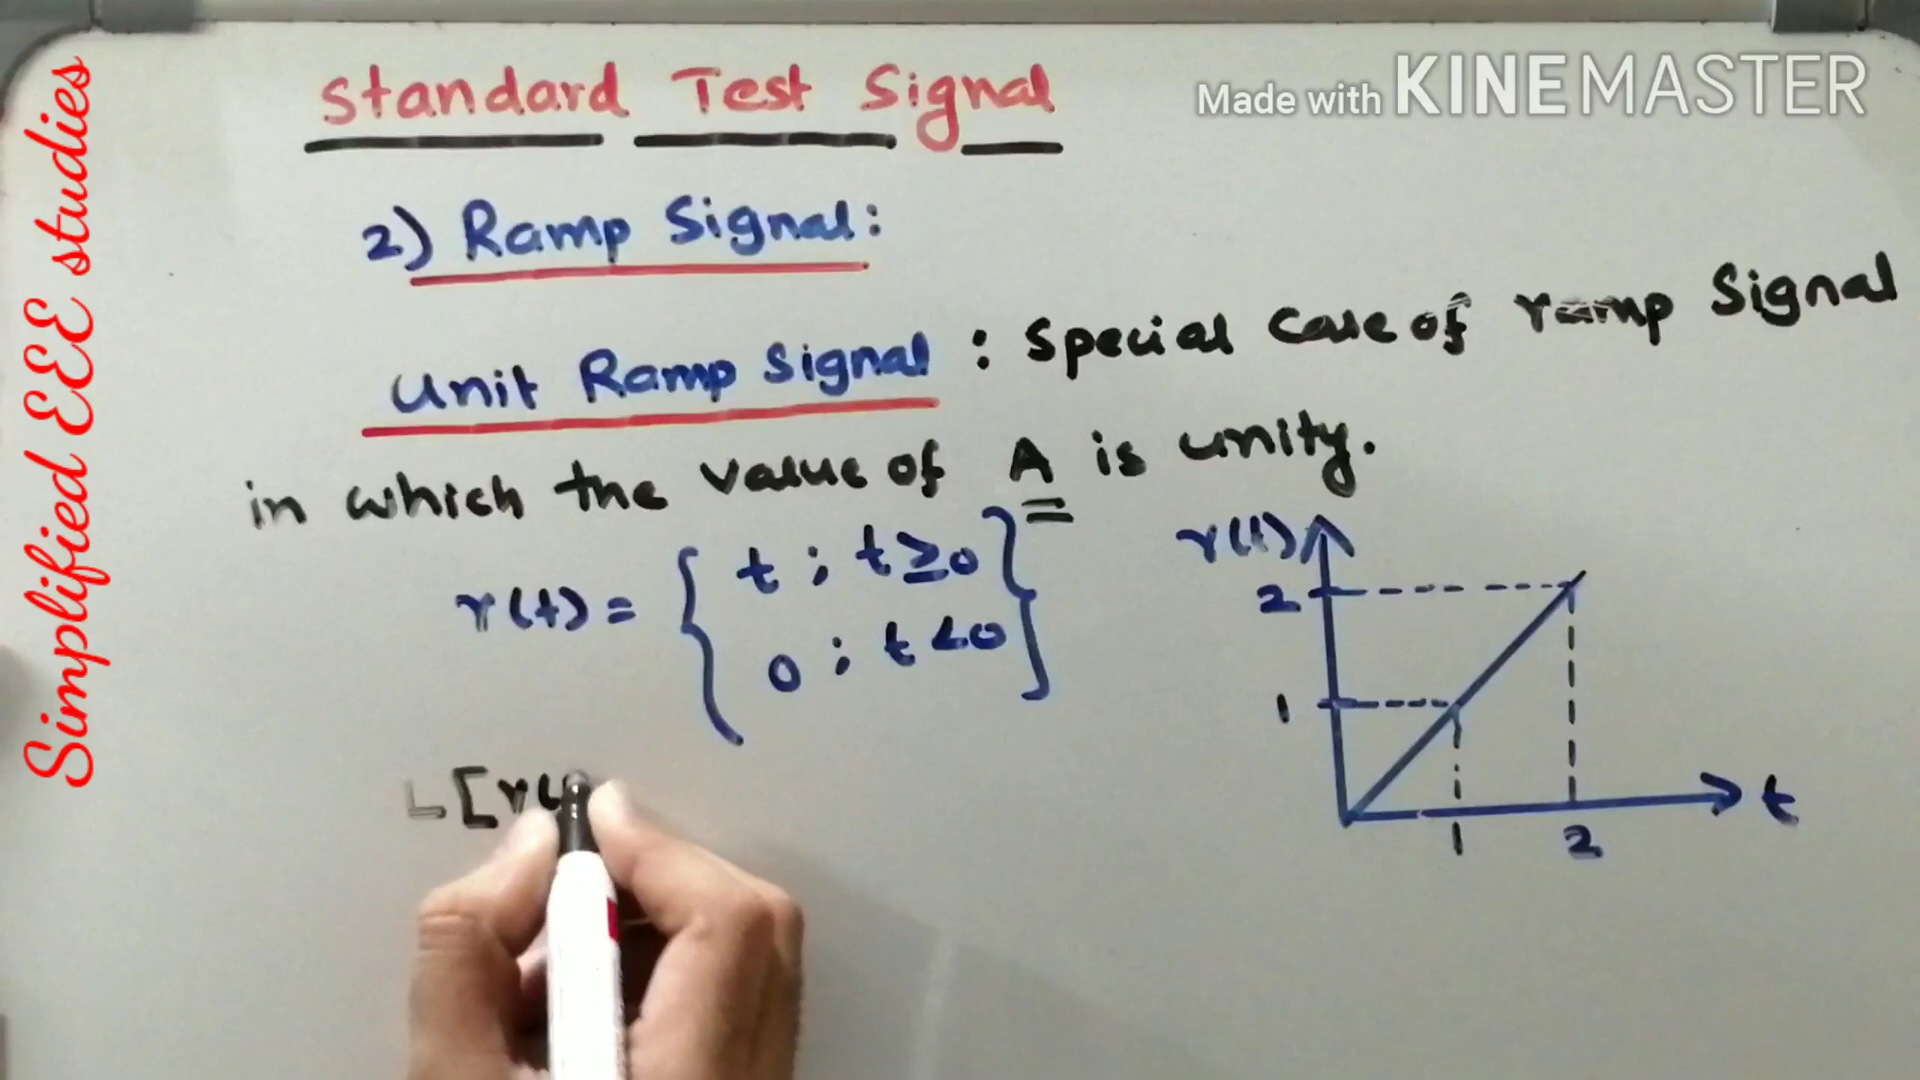 Simplified EEE studies
Made with KINEMASTER
Standard Test Signal
2) Ramp Signal:
Unit Ramp Signal : Special Case of ramp Signal
in which the value of A is unity.
r(t) = { t ; t ≥ 0
0 ; t < 0 }
r(t)
2
1
1 2
t
L[r(